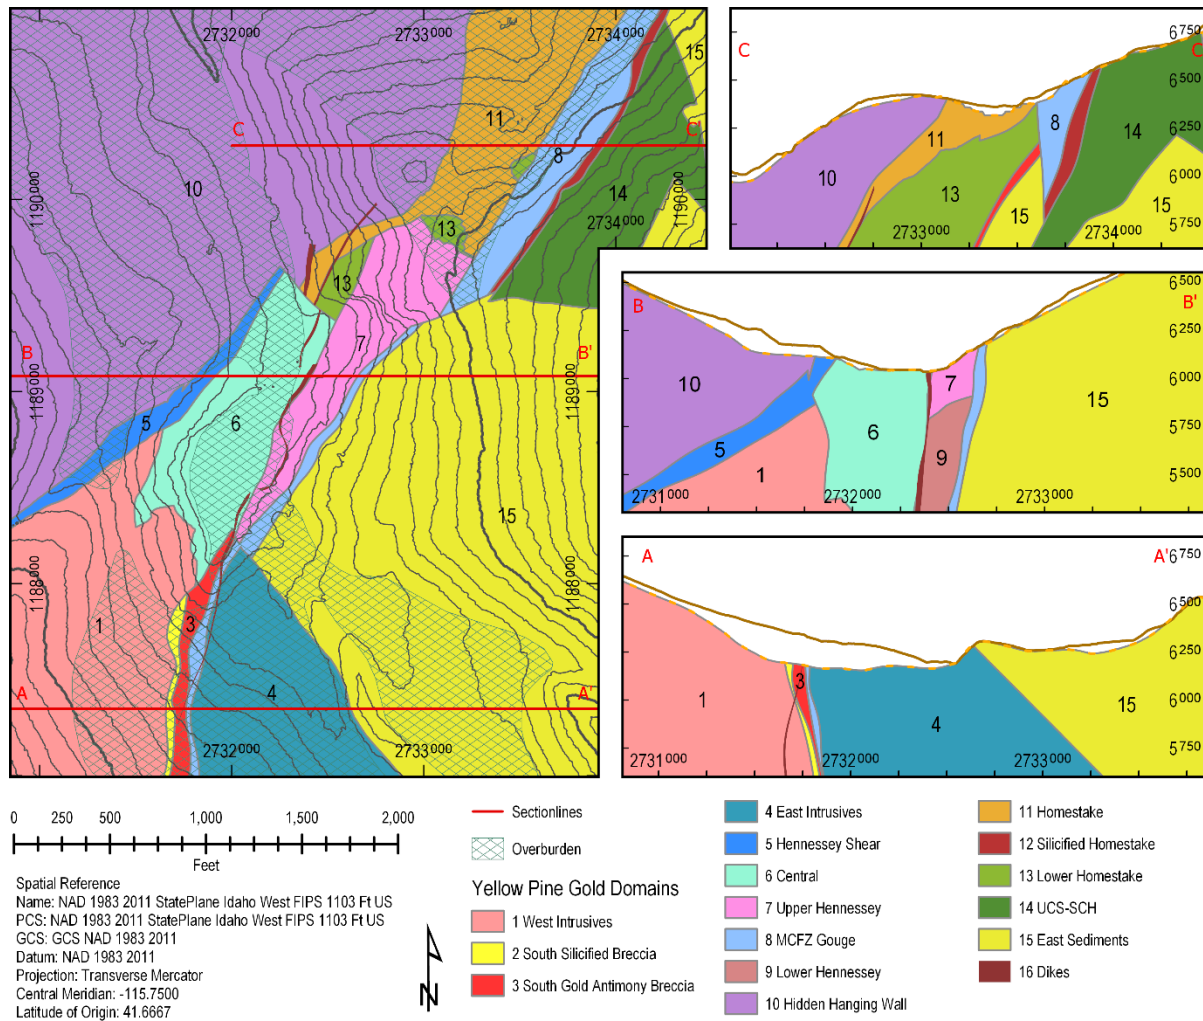 2732000
2733000
2734000
15
11
C
C'
8
10
14
1190000
2734000
1190000
13
13
7
B
B'
1189000
1189000
5
6
15
1188000
1188000
1
3
4
A
A'
2732000
2733000
C
C
6750
6500
6250
6000
5750
8
11
14
10
13
15
15
2733000
2734000
B
B'
6500
6000
5500
10
7
15
6
5
9
1
2731000
2732000
2733000
A
A'
6750
6500
6250
6000
5750
3
1
4
15
2731000
2732000
2733000
0 250 500 1,000 1,500 2,000
Feet
Spatial Reference
Name: NAD 1983 2011 StatePlane Idaho West FIPS 1103 Ft US
PCS: NAD 1983 2011 StatePlane Idaho West FIPS 1103 Ft US
GCS: GCS NAD 1983 2011
Datum: NAD 1983 2011
Projection: Transverse Mercator
Central Meridian: -115.7500
Latitude of Origin: 41.6667
N
Sectionlines
Overburden
Yellow Pine Gold Domains
1 West Intrusives
2 South Silicified Breccia
3 South Gold Antimony Breccia
4 East Intrusives
5 Hennessey Shear
6 Central
7 Upper Hennessey
8 MCFZ Gouge
9 Lower Hennessey
10 Hidden Hanging Wall
11 Homestake
12 Silicified Homestake
13 Lower Homestake
14 UCS-SCH
15 East Sediments
16 Dikes